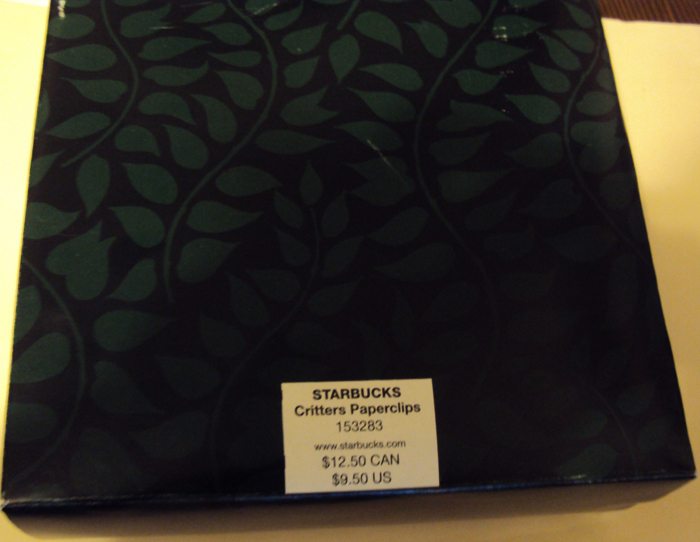 STARBUCKS
Critters Paperclips
153283
www.starbucks.com
$12.50 CAN
$9.50 US